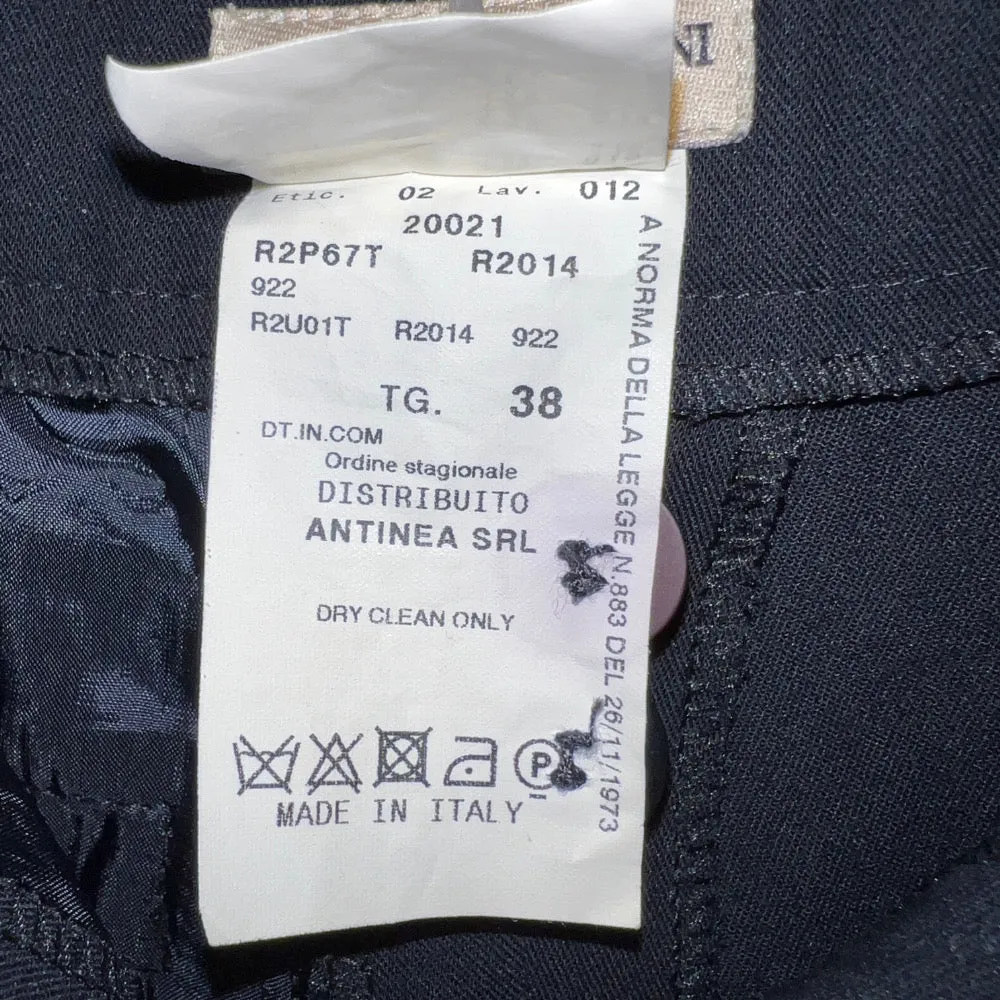 NI
Etic. 02 Lav. 012
20021
R2P67T R2014
922
R2U01T R2014 922
TG. 38
DT.IN.COM
Ordine stagionale
DISTRIBUITO
ANTINEA SRL
DRY CLEAN ONLY
P
MADE IN ITALY
A NORMA DELLA LEGGE N.883 DEL 26/11/1973